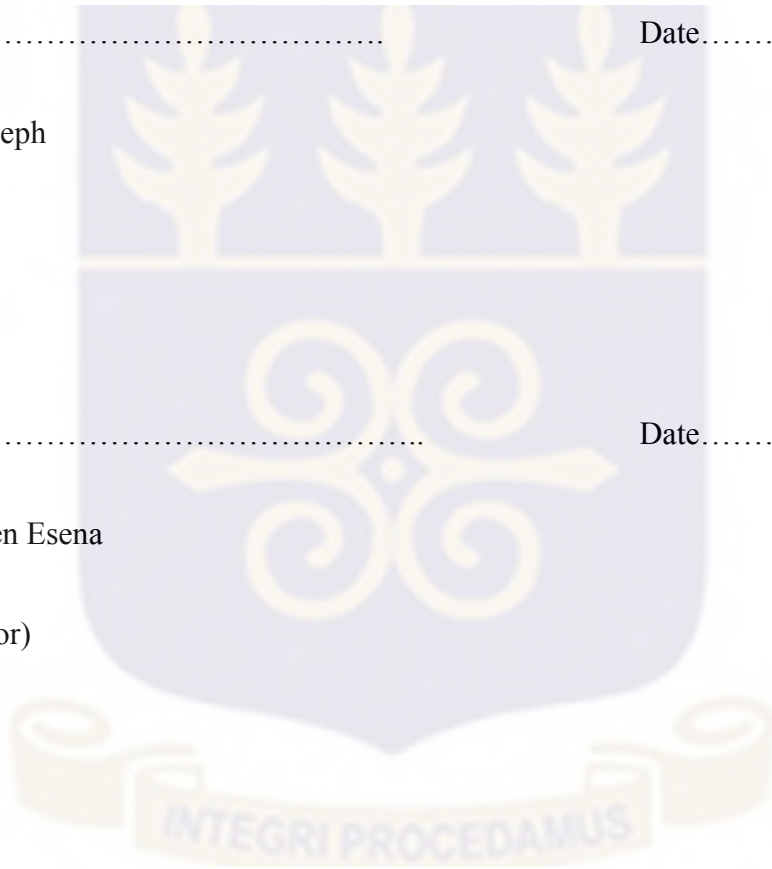 …………………………………. Date…….
eph
………………………………….. Date…….
en Esena
or)
INTEGRI PROCEDAMUS